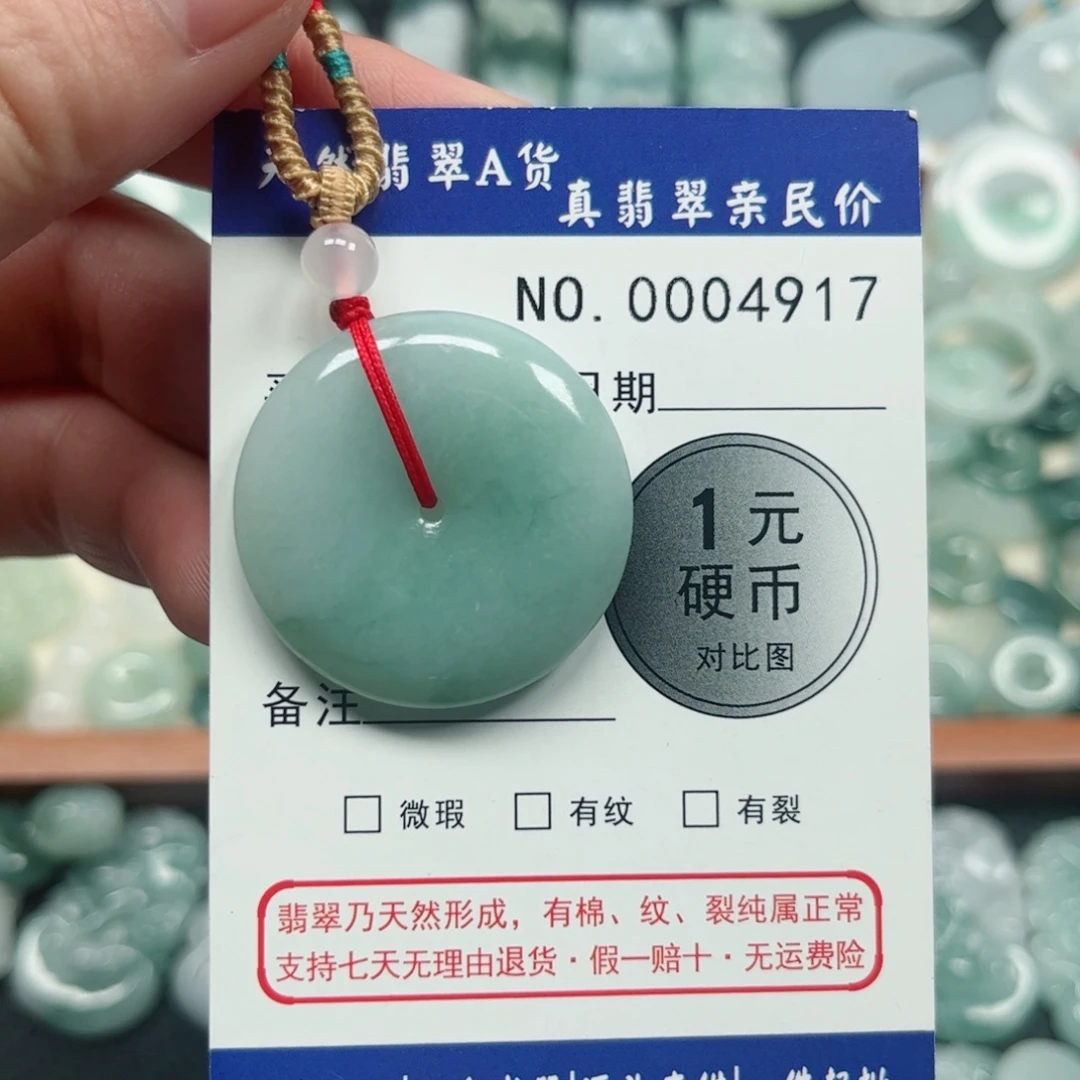 天然翡翠A货
真翡翠亲民价
NO. 0004917
日期
1元
硬币
对比图
备注
微瑕 有纹 有裂
翡翠乃天然形成，有棉、纹、裂纯属正常
支持七天无理由退货·假一赔十·无运费险